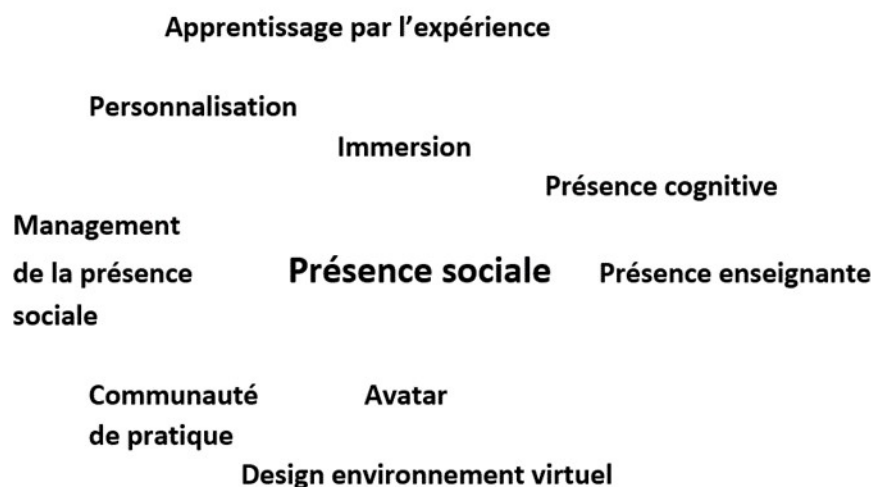 Apprentissage par l’expérience
Personnalisation
Immersion
Présence cognitive
Management
de la présence
sociale
Présence sociale
Présence enseignante
Communauté
de pratique
Avatar
Design environnement virtuel